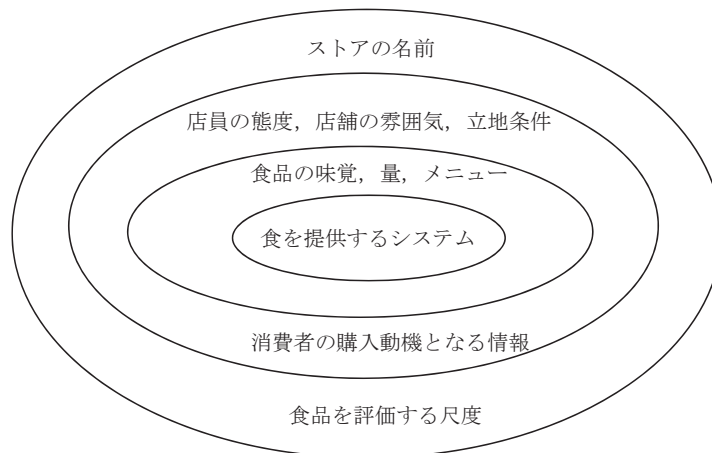 ストアの名前
店員の態度，店舗の雰囲気，立地条件
食品の味覚，量，メニュー
食を提供するシステム
消費者の購入動機となる情報
食品を評価する尺度